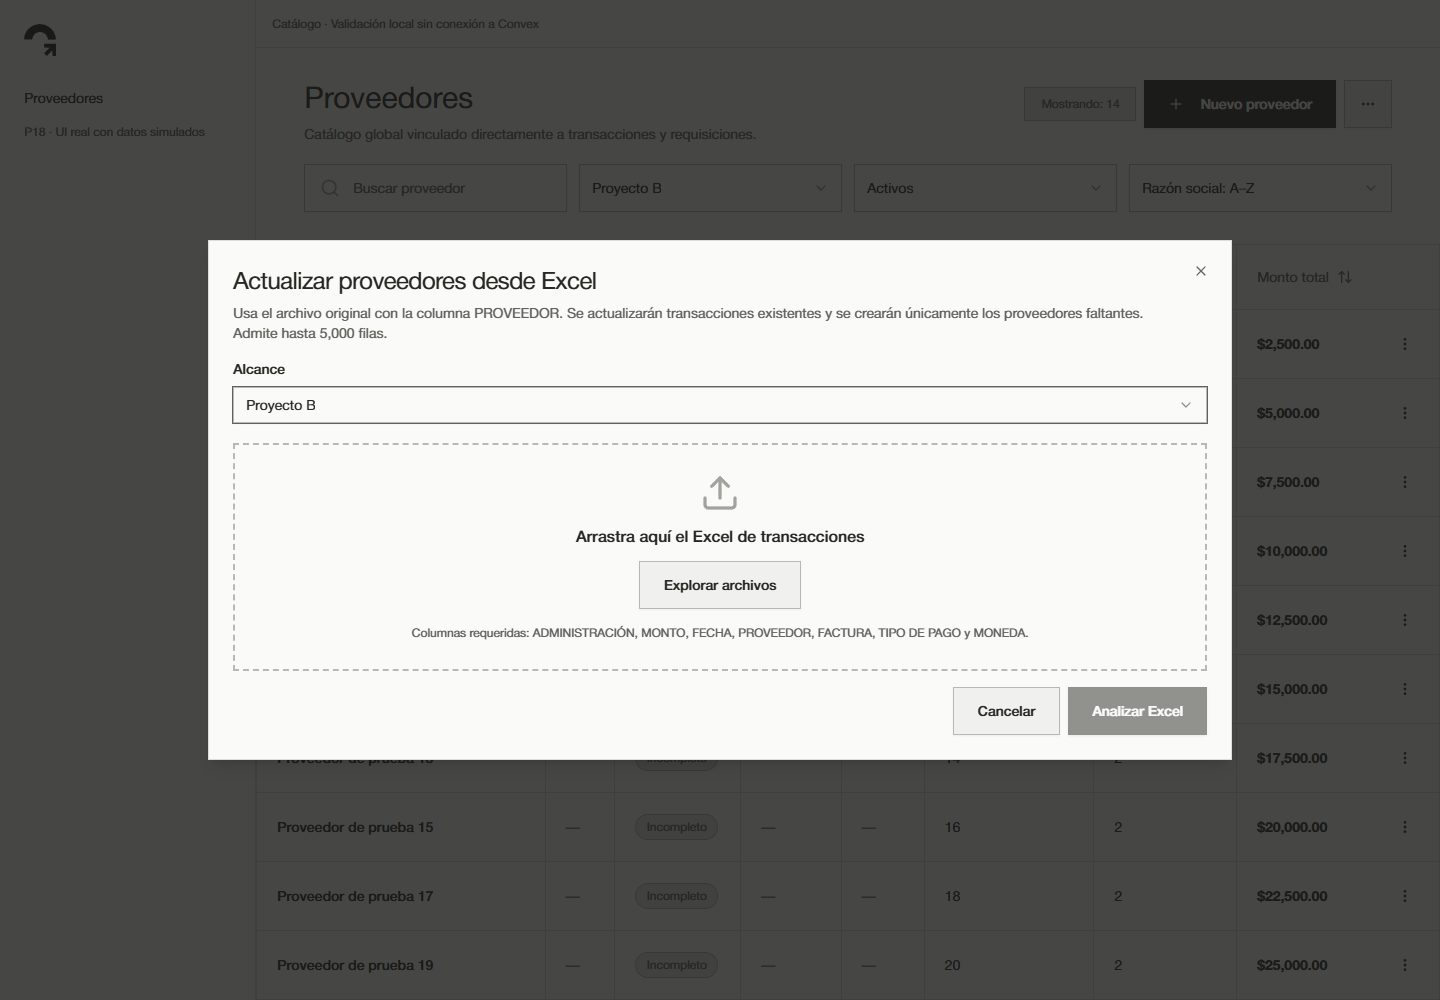 Catálogo - Validación local sin conexión a Convex
Proveedores
P18 - UI real con datos simulados
Proveedores
Catálogo global vinculado directamente a transacciones y requisiciones.
Mostrando: 14
+ Nuevo proveedor
Buscar proveedor
Proyecto B
Activos
Razón social: A–Z
Monto total
Actualizar proveedores desde Excel
Usa el archivo original con la columna PROVEEDOR. Se actualizarán transacciones existentes y se crearán únicamente los proveedores faltantes.
Admite hasta 5,000 filas.
Alcance
Proyecto B
Arrastra aquí el Excel de transacciones
Explorar archivos
Columnas requeridas: ADMINISTRACIÓN, MONTO, FECHA, PROVEEDOR, FACTURA, TIPO DE PAGO y MONEDA.
Cancelar
Analizar Excel
$2,500.00
$5,000.00
$7,500.00
$10,000.00
$12,500.00
$15,000.00
$17,500.00
Proveedor de prueba 15 — Incompleto — — 16 2 $20,000.00
Proveedor de prueba 17 — Incompleto — — 18 2 $22,500.00
Proveedor de prueba 19 — Incompleto — — 20 2 $25,000.00